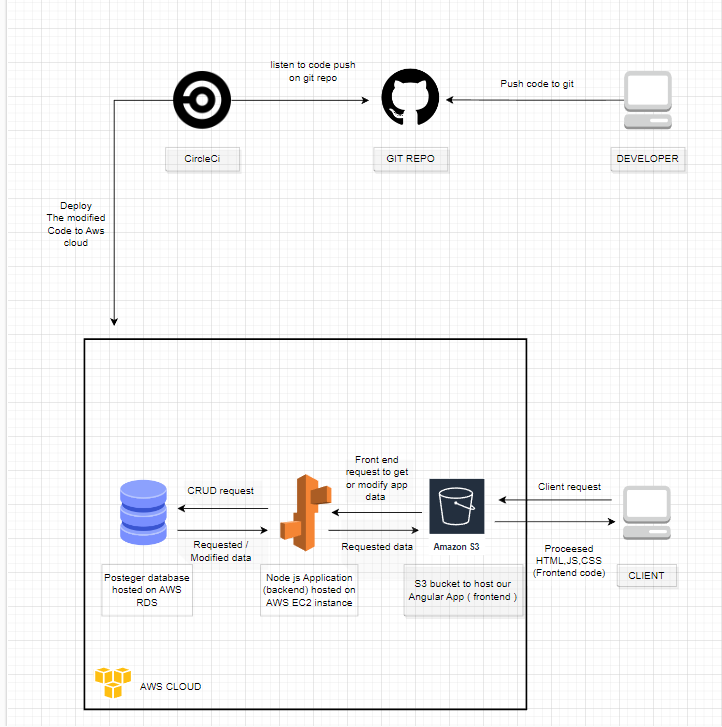 listen to code push
on git repo
Push code to git
CircleCi
GIT REPO
DEVELOPER
Deploy
The modified
Code to Aws
cloud
Front end
request to get
or modify app
data
CRUD request
Client request
Requested /
Modified data
Requested data
Amazon S3
Proceesed
HTML,JS,CSS
(Frontend code)
Posteger database
hosted on AWS
RDS
Node js Application
(backend) hosted on
AWS EC2 instance
S3 bucket to host our
Angular App ( frontend )
CLIENT
AWS CLOUD